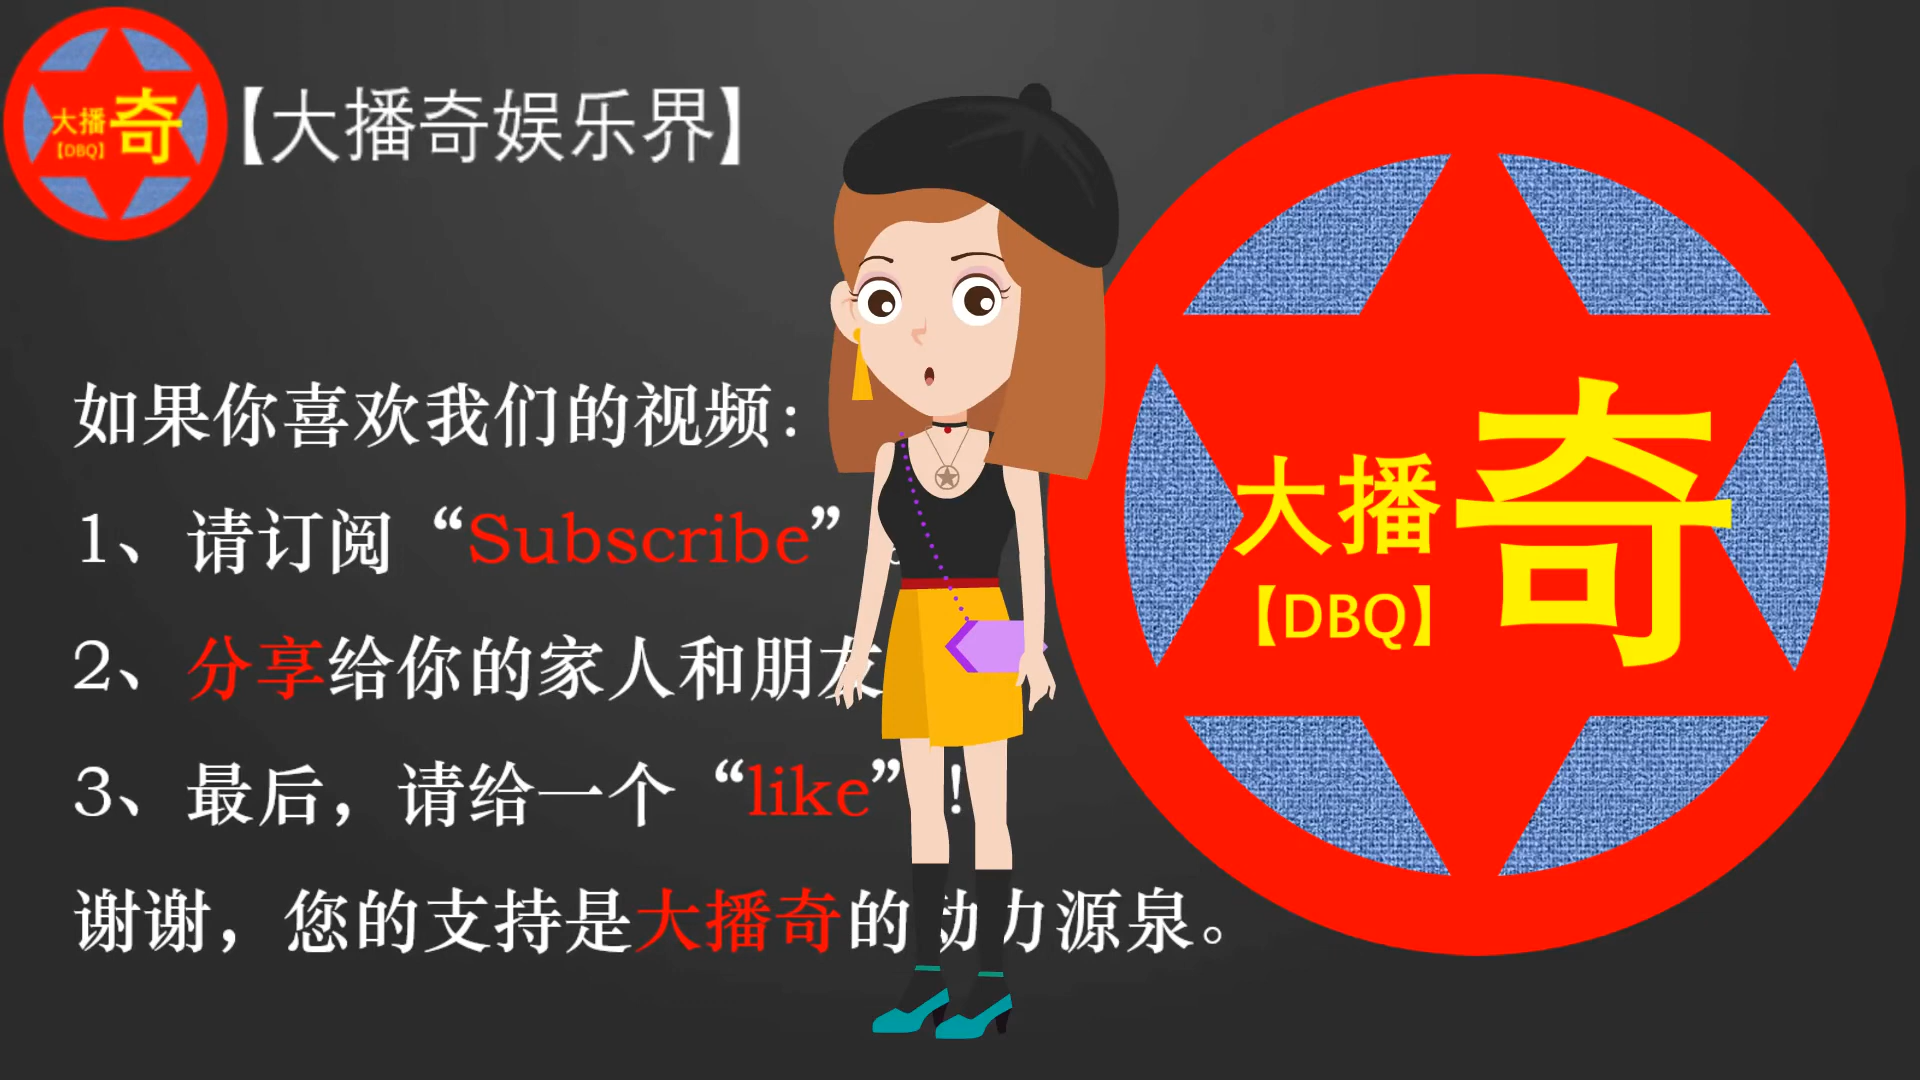 大播奇
【DBQ】
【大播奇娱乐界】
如果你喜欢我们的视频：
1、请订阅“Subscribe”。
2、分享给你的家人和朋友
3、最后，请给一个“like”！
谢谢，您的支持是大播奇的动力源泉。
大播奇
【DBQ】